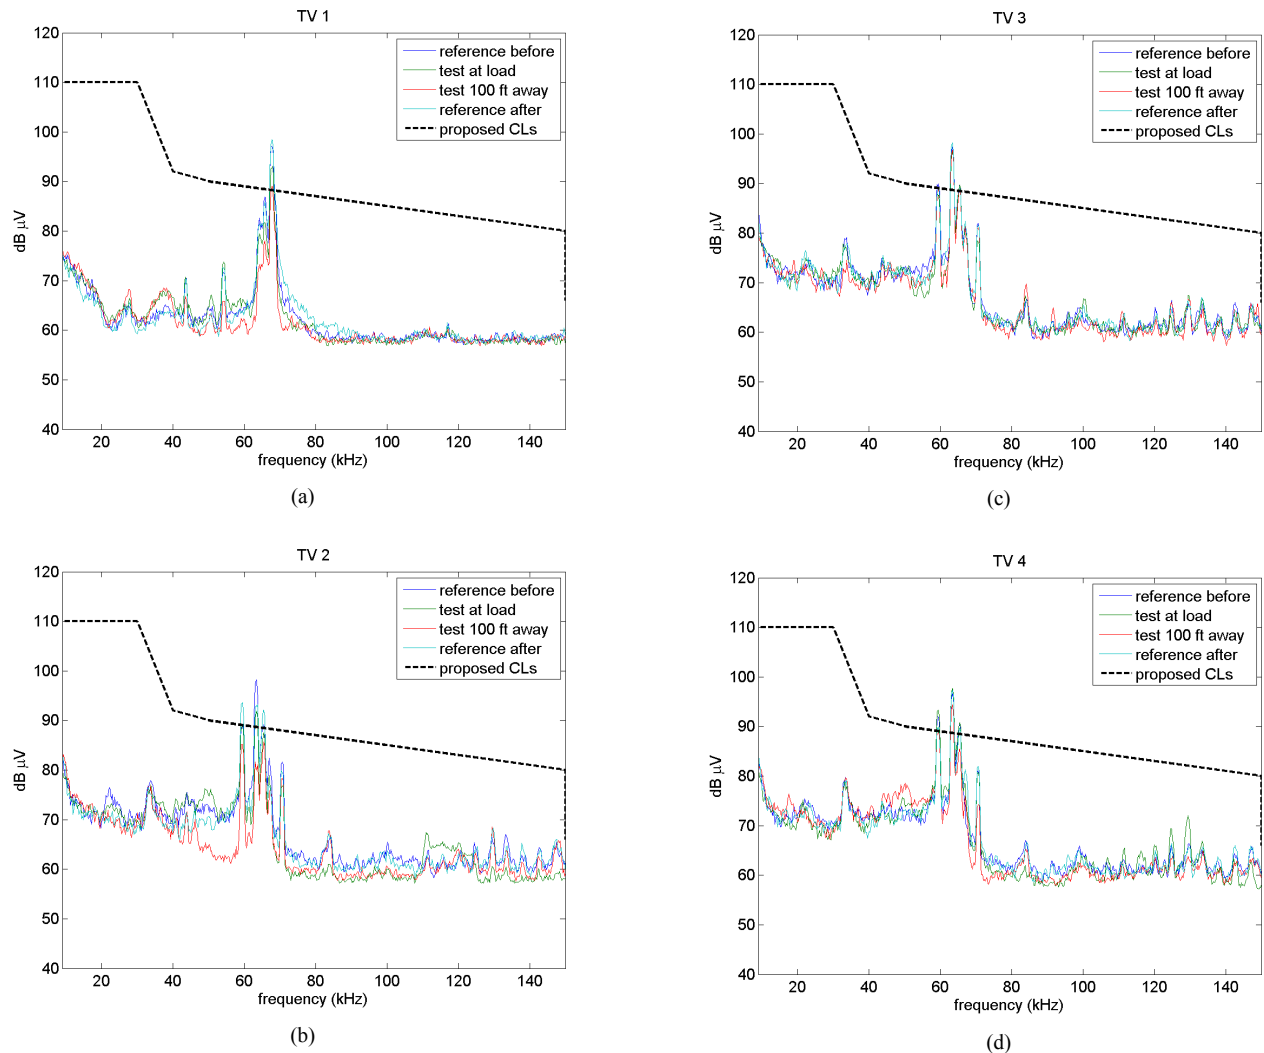 TV 1
120
110
100
90
80
70
60
50
40
dB µV
reference before
test at load
test 100 ft away
reference after
proposed CLs
20 40 60 80 100 120 140
frequency (kHz)
(a)
TV 3
120
110
100
90
80
70
60
50
40
dB µV
reference before
test at load
test 100 ft away
reference after
proposed CLs
20 40 60 80 100 120 140
frequency (kHz)
(c)
TV 2
120
110
100
90
80
70
60
50
40
dB µV
reference before
test at load
test 100 ft away
reference after
proposed CLs
20 40 60 80 100 120 140
frequency (kHz)
(b)
TV 4
120
110
100
90
80
70
60
50
40
dB µV
reference before
test at load
test 100 ft away
reference after
proposed CLs
20 40 60 80 100 120 140
frequency (kHz)
(d)